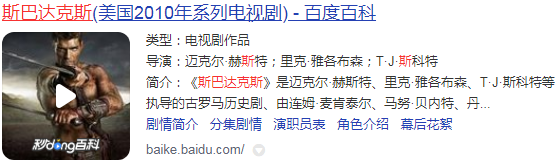 斯巴达克斯(美国2010年系列电视剧) - 百度百科
类型：电视剧作品
导演：迈克尔·赫斯特；里克·雅各布森；T·J·斯科特
简介：《斯巴达克斯》是迈克尔·赫斯特、里克·雅各布森、T·J·斯科特等
执导的古罗马历史剧、由连姆·麦肯泰尔、马努·贝内特、丹...
剧情简介 分集剧情 演职员表 角色介绍 幕后花絮
秒dong百科
baike.baidu.com/